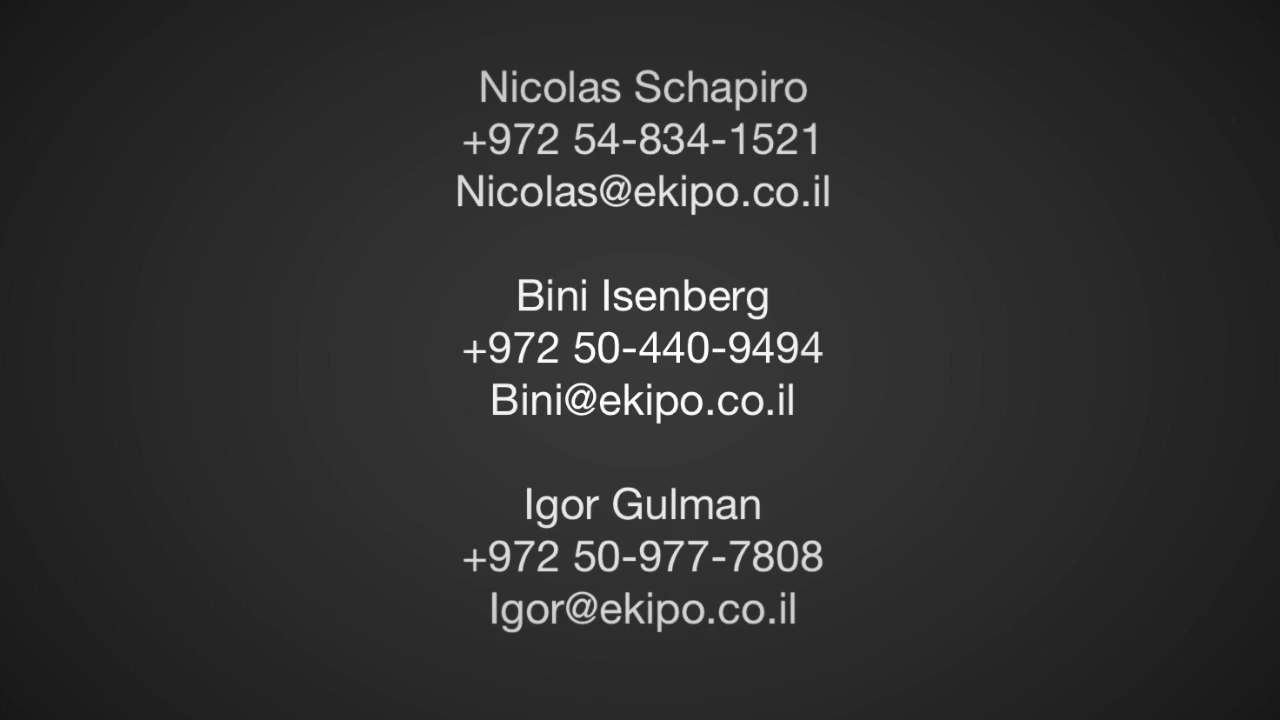 Nicolas Schapiro
+972 54-834-1521
Nicolas@ekipo.co.il
Bini Isenberg
+972 50-440-9494
Bini@ekipo.co.il
Igor Gulman
+972 50-977-7808
Igor@ekipo.co.il